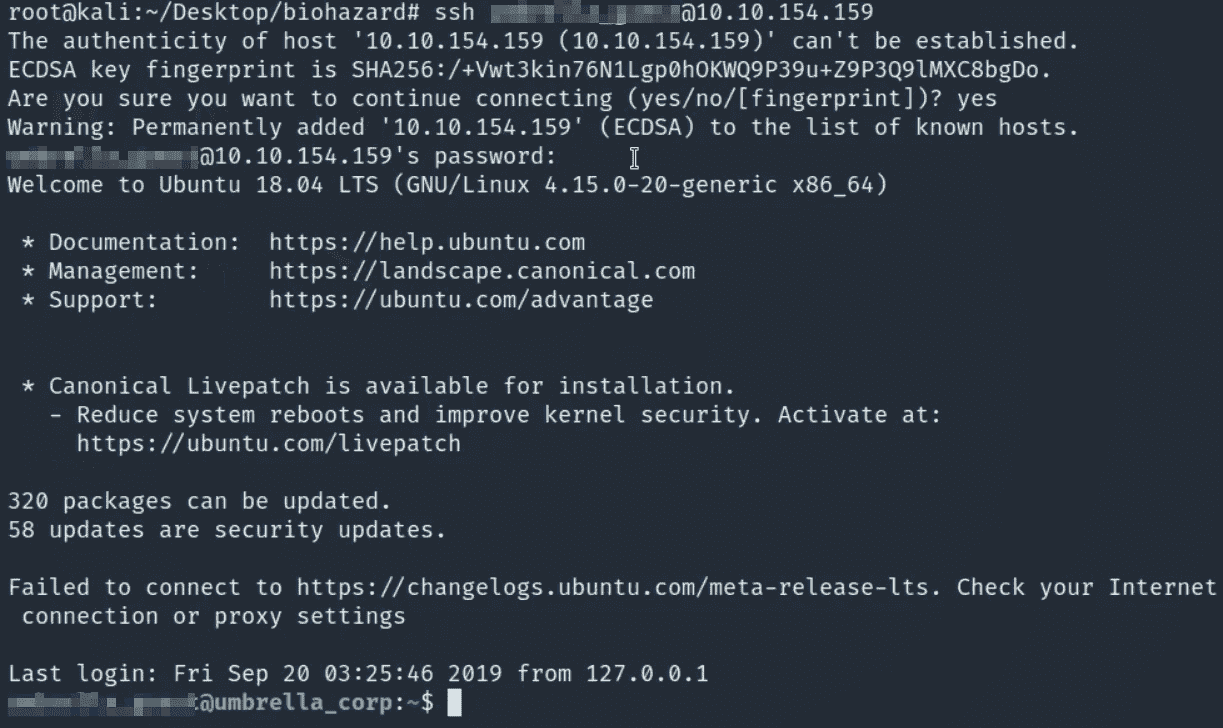 root@kali:~/Desktop/biohazard# ssh @10.10.154.159
The authenticity of host '10.10.154.159 (10.10.154.159)' can't be established.
ECDSA key fingerprint is SHA256:/+Vwt3kin76N1Lgp0hOKWQ9P39u+Z9P3Q9lMXC8bgDo.
Are you sure you want to continue connecting (yes/no/[fingerprint])? yes
Warning: Permanently added '10.10.154.159' (ECDSA) to the list of known hosts.
@10.10.154.159's password:
Welcome to Ubuntu 18.04 LTS (GNU/Linux 4.15.0-20-generic x86_64)
* Documentation:  https://help.ubuntu.com
* Management:     https://landscape.canonical.com
* Support:        https://ubuntu.com/advantage
* Canonical Livepatch is available for installation.
- Reduce system reboots and improve kernel security. Activate at:
https://ubuntu.com/livepatch
320 packages can be updated.
58 updates are security updates.
Failed to connect to https://changelogs.ubuntu.com/meta-release-lts. Check your Internet
connection or proxy settings
Last login: Fri Sep 20 03:25:46 2019 from 127.0.0.1
@umbrella_corp:~$